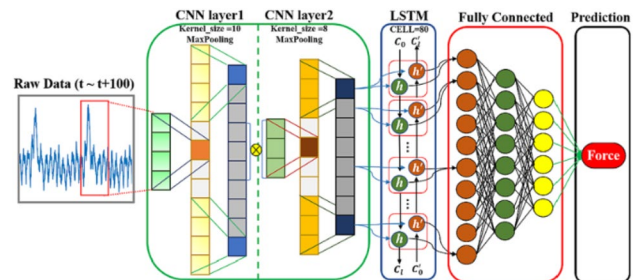 CNN layer1
Kernel_size =10
MaxPooling
CNN layer2
Kernel_size =8
MaxPooling
LSTM
CELL=80
Fully Connected
Prediction
Raw Data (t ~ t+100)
C₀ C'ₗ
h
h
h
h
h
h
h
h
Cₗ C'₀
Force